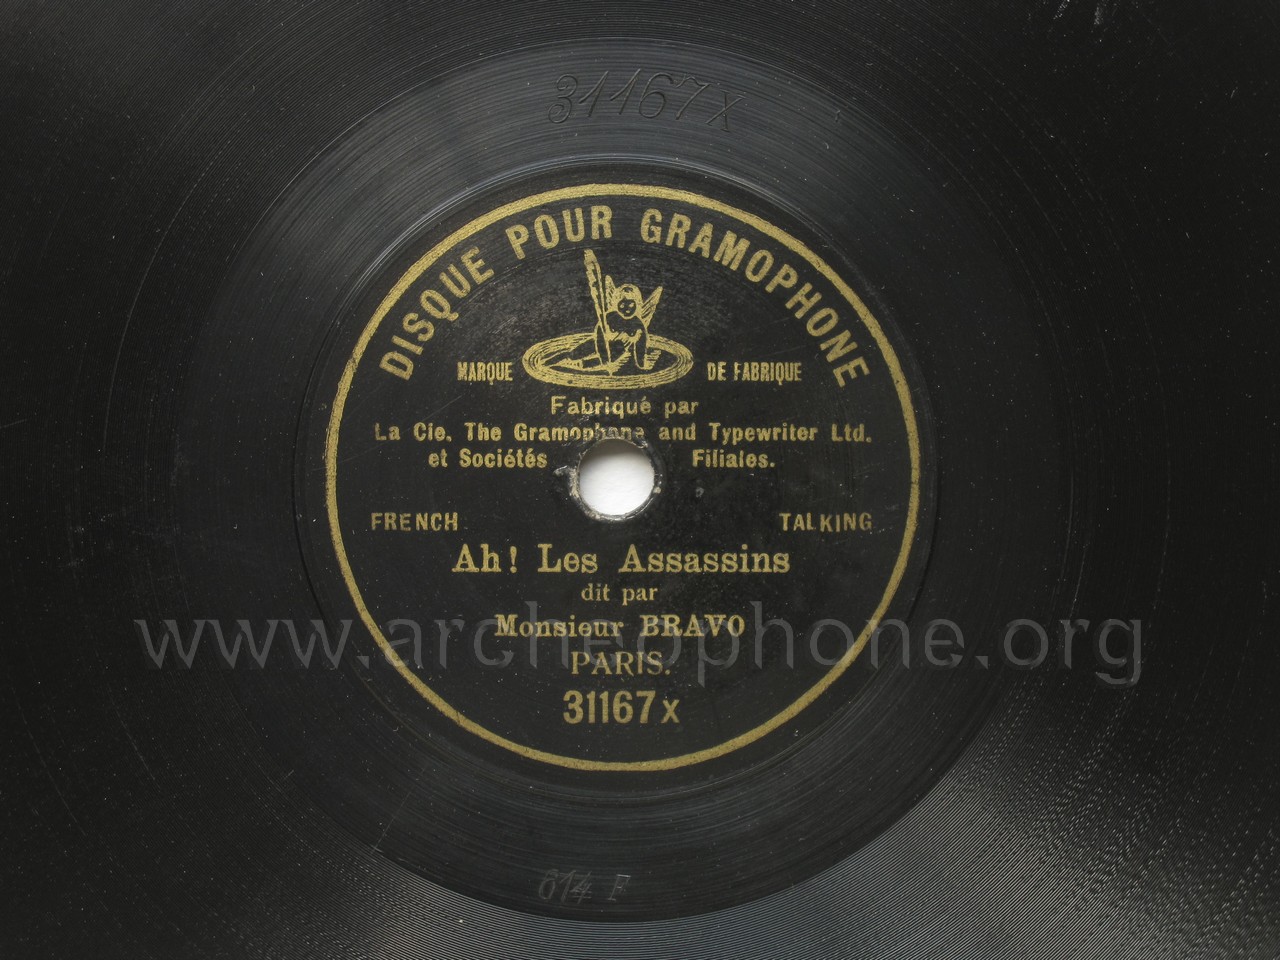 31167x
DISQUE POUR GRAMOPHONE
MARQUE DE FABRIQUE
Fabriqué par
La Cie. The Gramophone and Typewriter Ltd.
et Sociétés Filiales.
FRENCH TALKING
Ah! Les Assassins
dit par
Monsieur BRAVO
www.archeophone.org
PARIS.
31167x
614 F